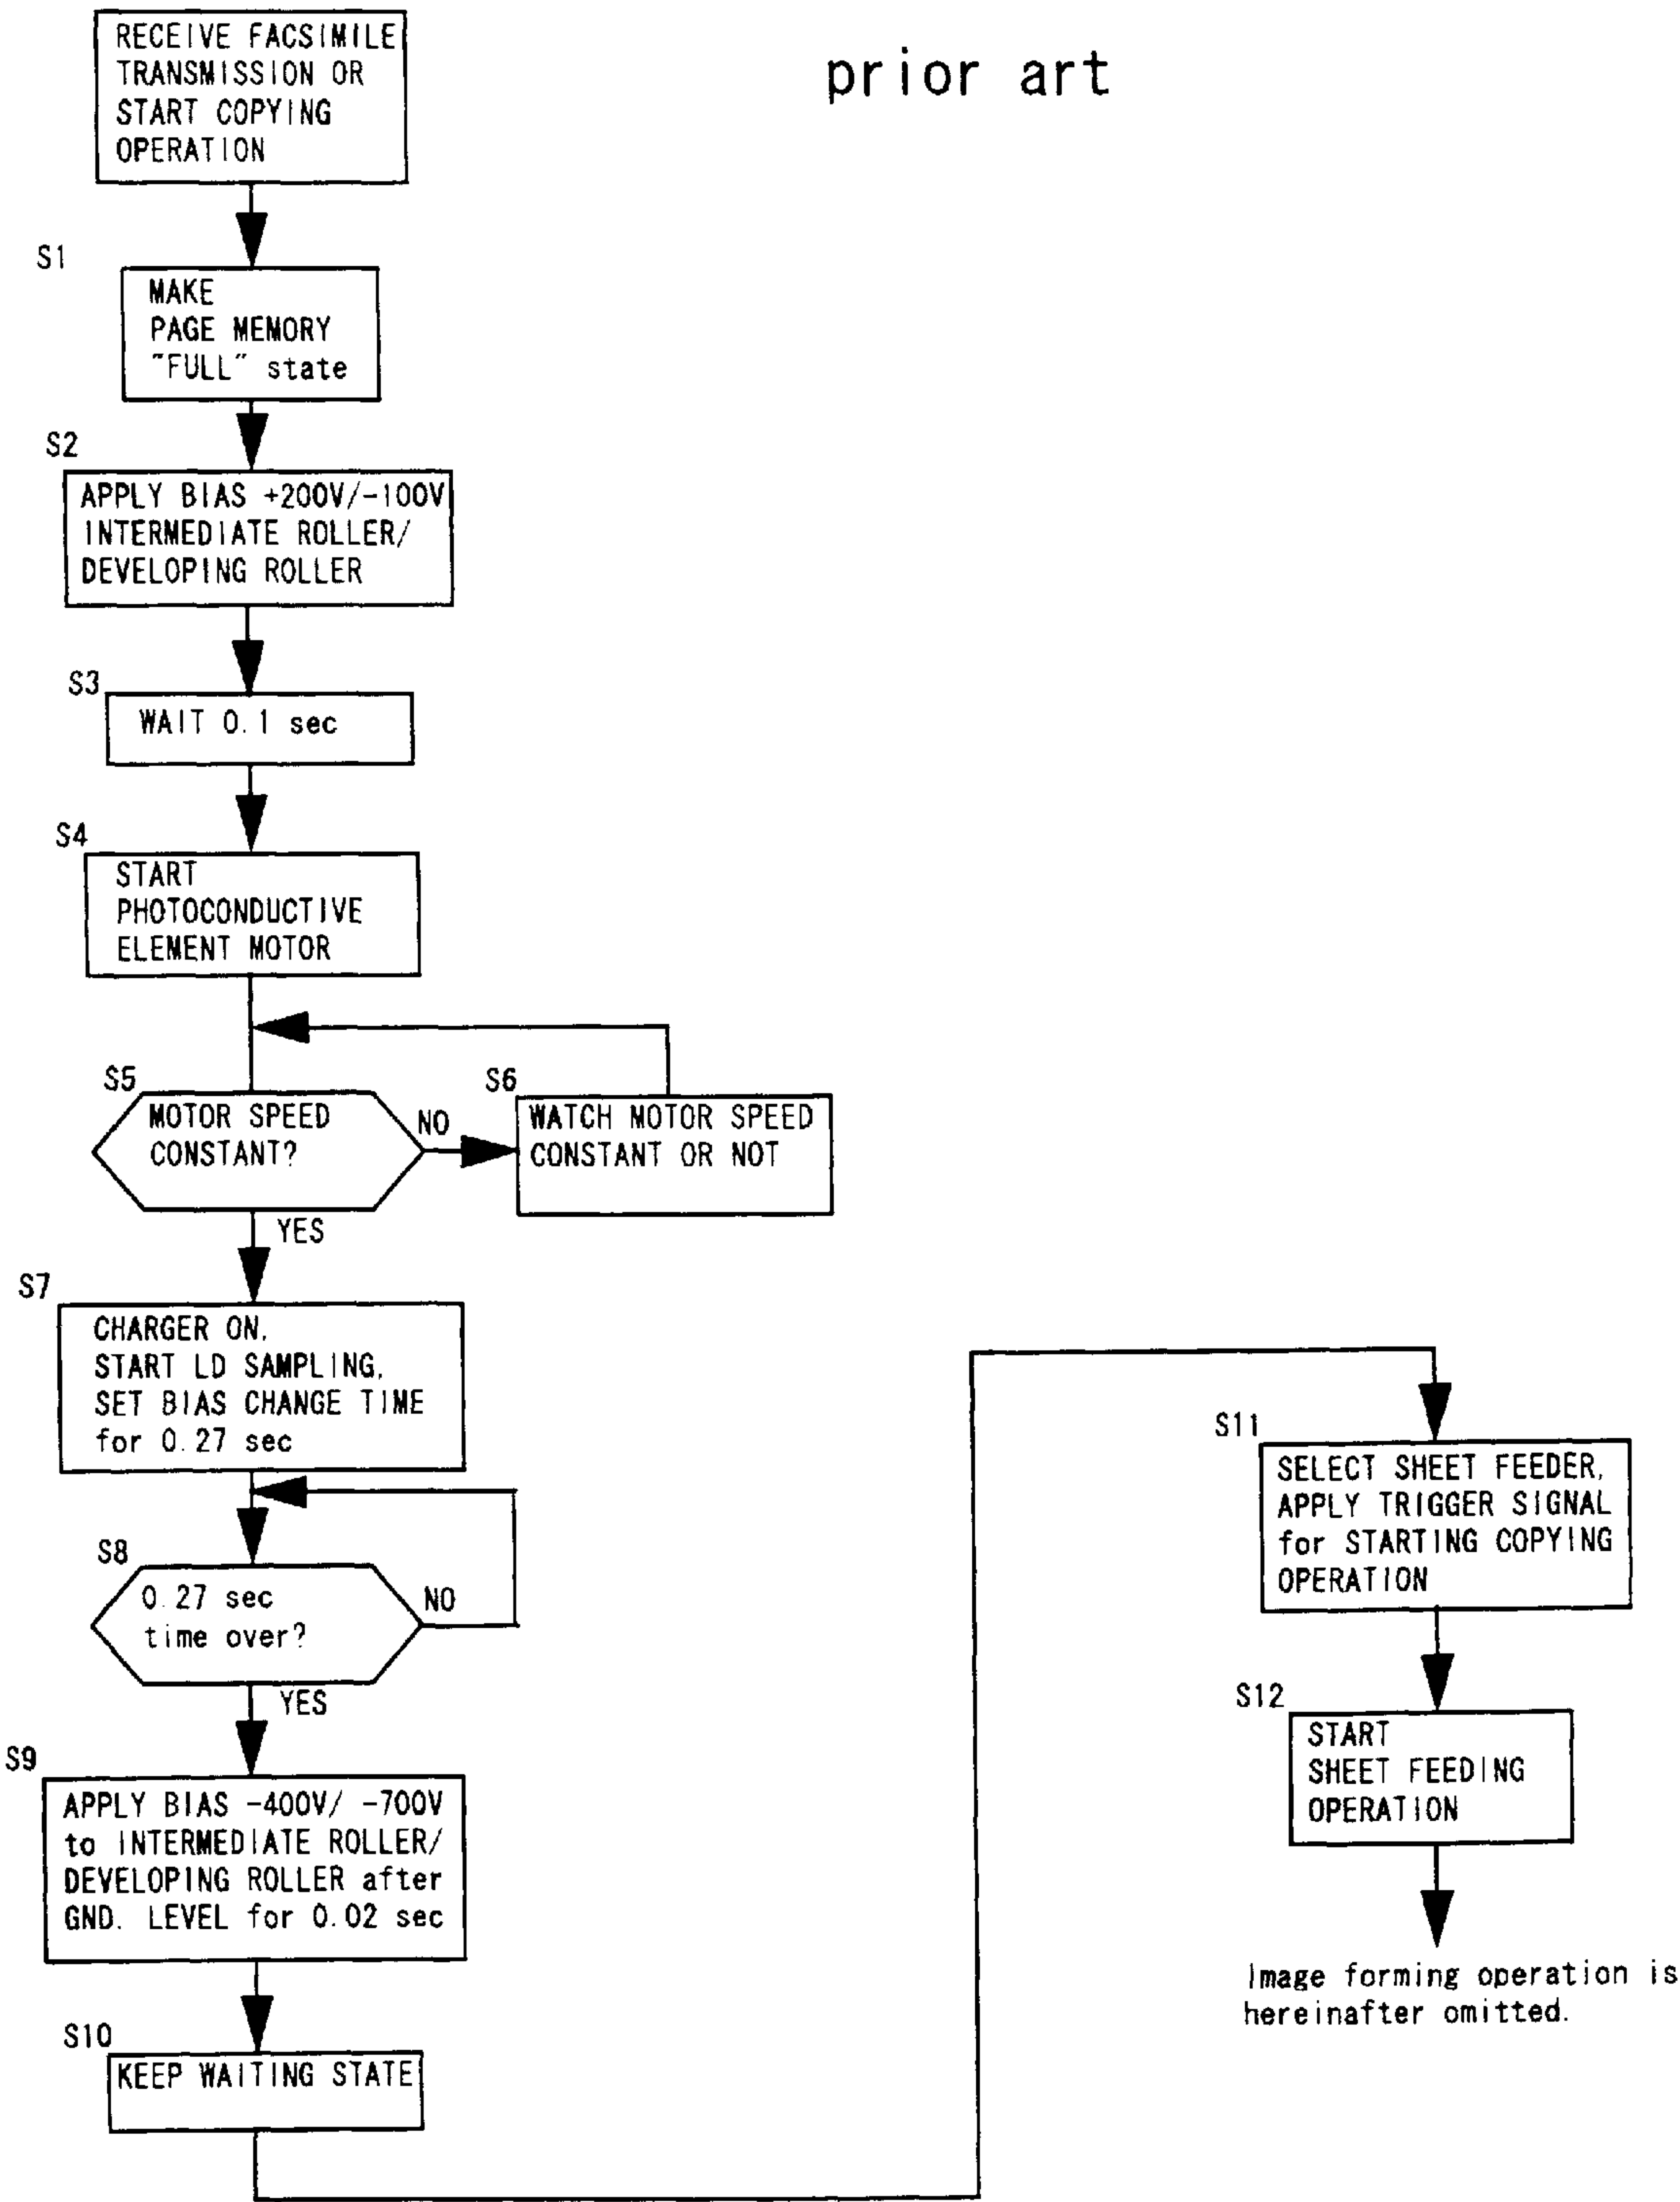 prior art
RECEIVE FACSIMILE
TRANSMISSION OR
START COPYING
OPERATION
S1
MAKE
PAGE MEMORY
"FULL" state
S2
APPLY BIAS +200V/-100V
INTERMEDIATE ROLLER/
DEVELOPING ROLLER
S3
WAIT 0.1 sec
S4
START
PHOTOCONDUCTIVE
ELEMENT MOTOR
S5
MOTOR SPEED
CONSTANT?
NO
S6
WATCH MOTOR SPEED
CONSTANT OR NOT
YES
S7
CHARGER ON,
START LD SAMPLING,
SET BIAS CHANGE TIME
for 0.27 sec
S8
0.27 sec
time over?
NO
YES
S9
APPLY BIAS -400V/ -700V
to INTERMEDIATE ROLLER/
DEVELOPING ROLLER after
GND. LEVEL for 0.02 sec
S10
KEEP WAITING STATE
S11
SELECT SHEET FEEDER,
APPLY TRIGGER SIGNAL
for STARTING COPYING
OPERATION
S12
START
SHEET FEEDING
OPERATION
Image forming operation is
hereinafter omitted.